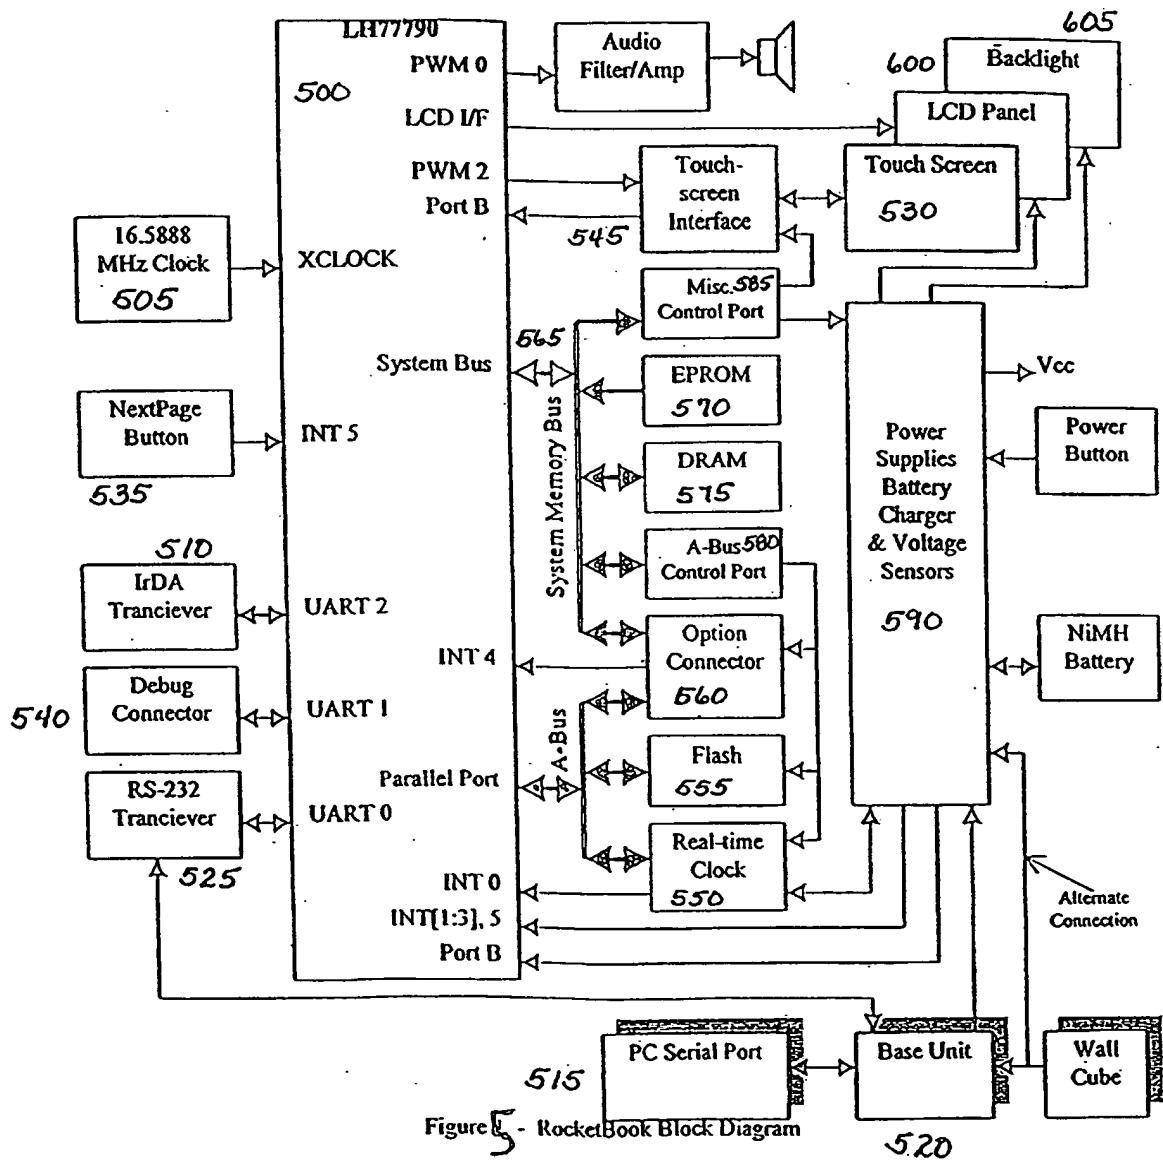 LH77790
500
PWM 0
LCD I/F
PWM 2
Port B
XCLOCK
System Bus
INT 5
UART 2
INT 4
UART 1
Parallel Port
UART 0
INT 0
INT[1:3], 5
Port B
Audio
Filter/Amp
605
Backlight
600
LCD Panel
Touch Screen
530
Touch-
screen
Interface
545
16.5888
MHz Clock
505
Misc. 585
Control Port
565
EPROM
570
System Memory Bus
DRAM
575
A-Bus 580
Control Port
Option
Connector
560
A-Bus
Flash
555
Real-time
Clock
550
NextPage
Button
535
510
IrDA
Tranciever
540
Debug
Connector
RS-232
Tranciever
525
Power
Supplies
Battery
Charger
& Voltage
Sensors
590
Vcc
Power
Button
NiMH
Battery
Alternate
Connection
PC Serial Port
515
Base Unit
520
Wall
Cube
Figure 5 - RocketBook Block Diagram